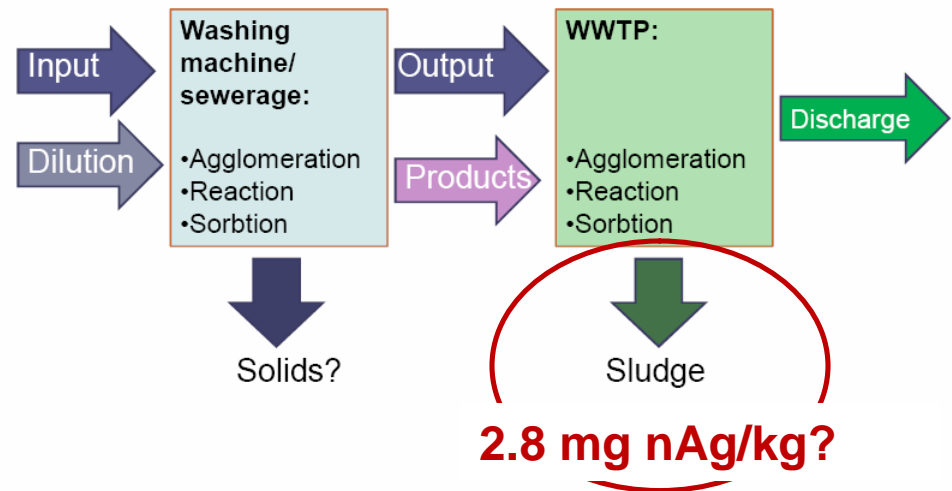 Input
Dilution
Washing
machine/
sewerage:
•Agglomeration
•Reaction
•Sorbtion
Output
Products
WWTP:
•Agglomeration
•Reaction
•Sorbtion
Discharge
Solids?
Sludge
2.8 mg nAg/kg?